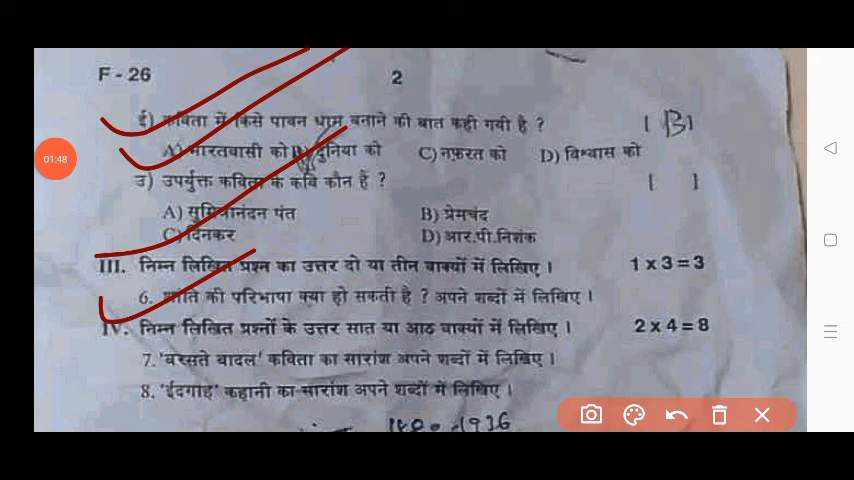 F - 26
2
ई) कविता में किसे पावन धाम बनाने की बात कही गयी है ? [ B ]
01:48
A) भारतवासी को B) दुनिया को C) नफ़रत को D) विश्वास को
उ) उपर्युक्त कविता के कवि कौन हैं ? [ ]
A) सुमित्रानंदन पंत B) प्रेमचंद
C) दिनकर D) आर.पी.निशंक
III. निम्न लिखित प्रश्न का उत्तर दो या तीन वाक्यों में लिखिए । 1 x 3 = 3
6. शांति की परिभाषा क्या हो सकती है ? अपने शब्दों में लिखिए ।
IV. निम्न लिखित प्रश्नों के उत्तर सात या आठ वाक्यों में लिखिए । 2 x 4 = 8
7. 'बरसते बादल' कविता का सारांश अपने शब्दों में लिखिए ।
8. 'ईदगाह' कहानी का सारांश अपने शब्दों में लिखिए ।
1936